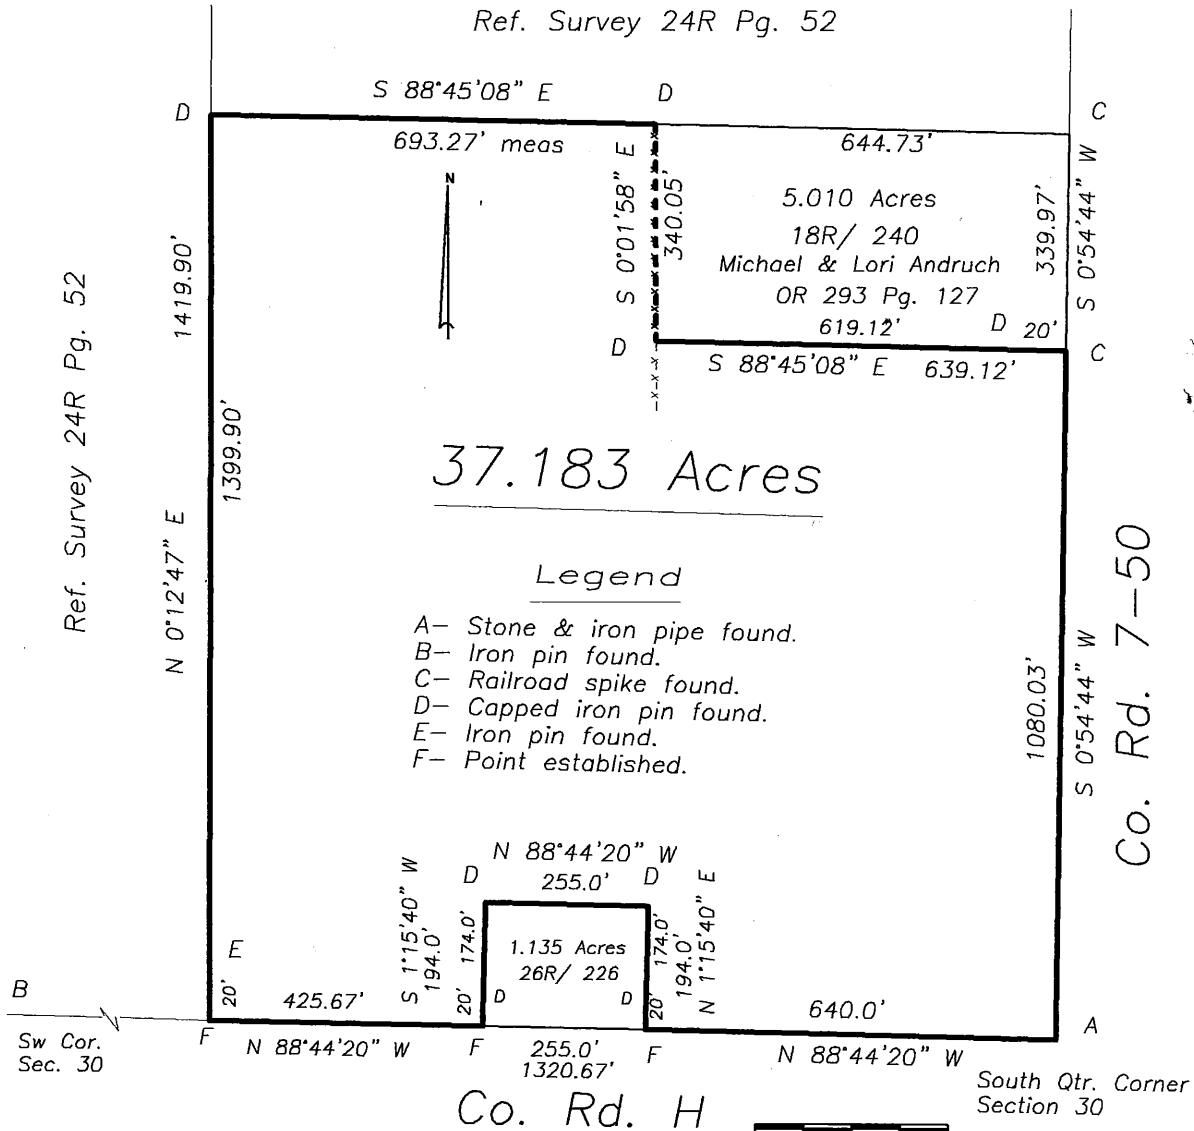 Ref. Survey 24R Pg. 52
S 88°45'08" E
D
D
C
693.27' meas
644.73'
N
S 0°01'58" E
340.05'
5.010 Acres
18R/ 240
Michael & Lori Andruch
OR 293 Pg. 127
619.12'
D
20'
339.97'
S 0°54'44" W
1419.90'
Ref. Survey 24R Pg. 52
D
S 88°45'08" E
639.12'
C
1399.90'
N 0°12'47" E
37.183 Acres
Legend
A- Stone & iron pipe found.
B- Iron pin found.
C- Railroad spike found.
D- Capped iron pin found.
E- Iron pin found.
F- Point established.
1080.03'
S 0°54'44" W
Co. Rd. 7-50
N 88°44'20" W
D
255.0'
D
S 1°15'40" W
194.0'
174.0'
20'
1.135 Acres
26R/ 226
D
D
174.0'
194.0'
20'
N 1°15'40" E
E
20'
425.67'
640.0'
B
A
Sw Cor.
Sec. 30
F
N 88°44'20" W
F
255.0'
1320.67'
F
N 88°44'20" W
South Qtr. Corner
Section 30
Co. Rd. H